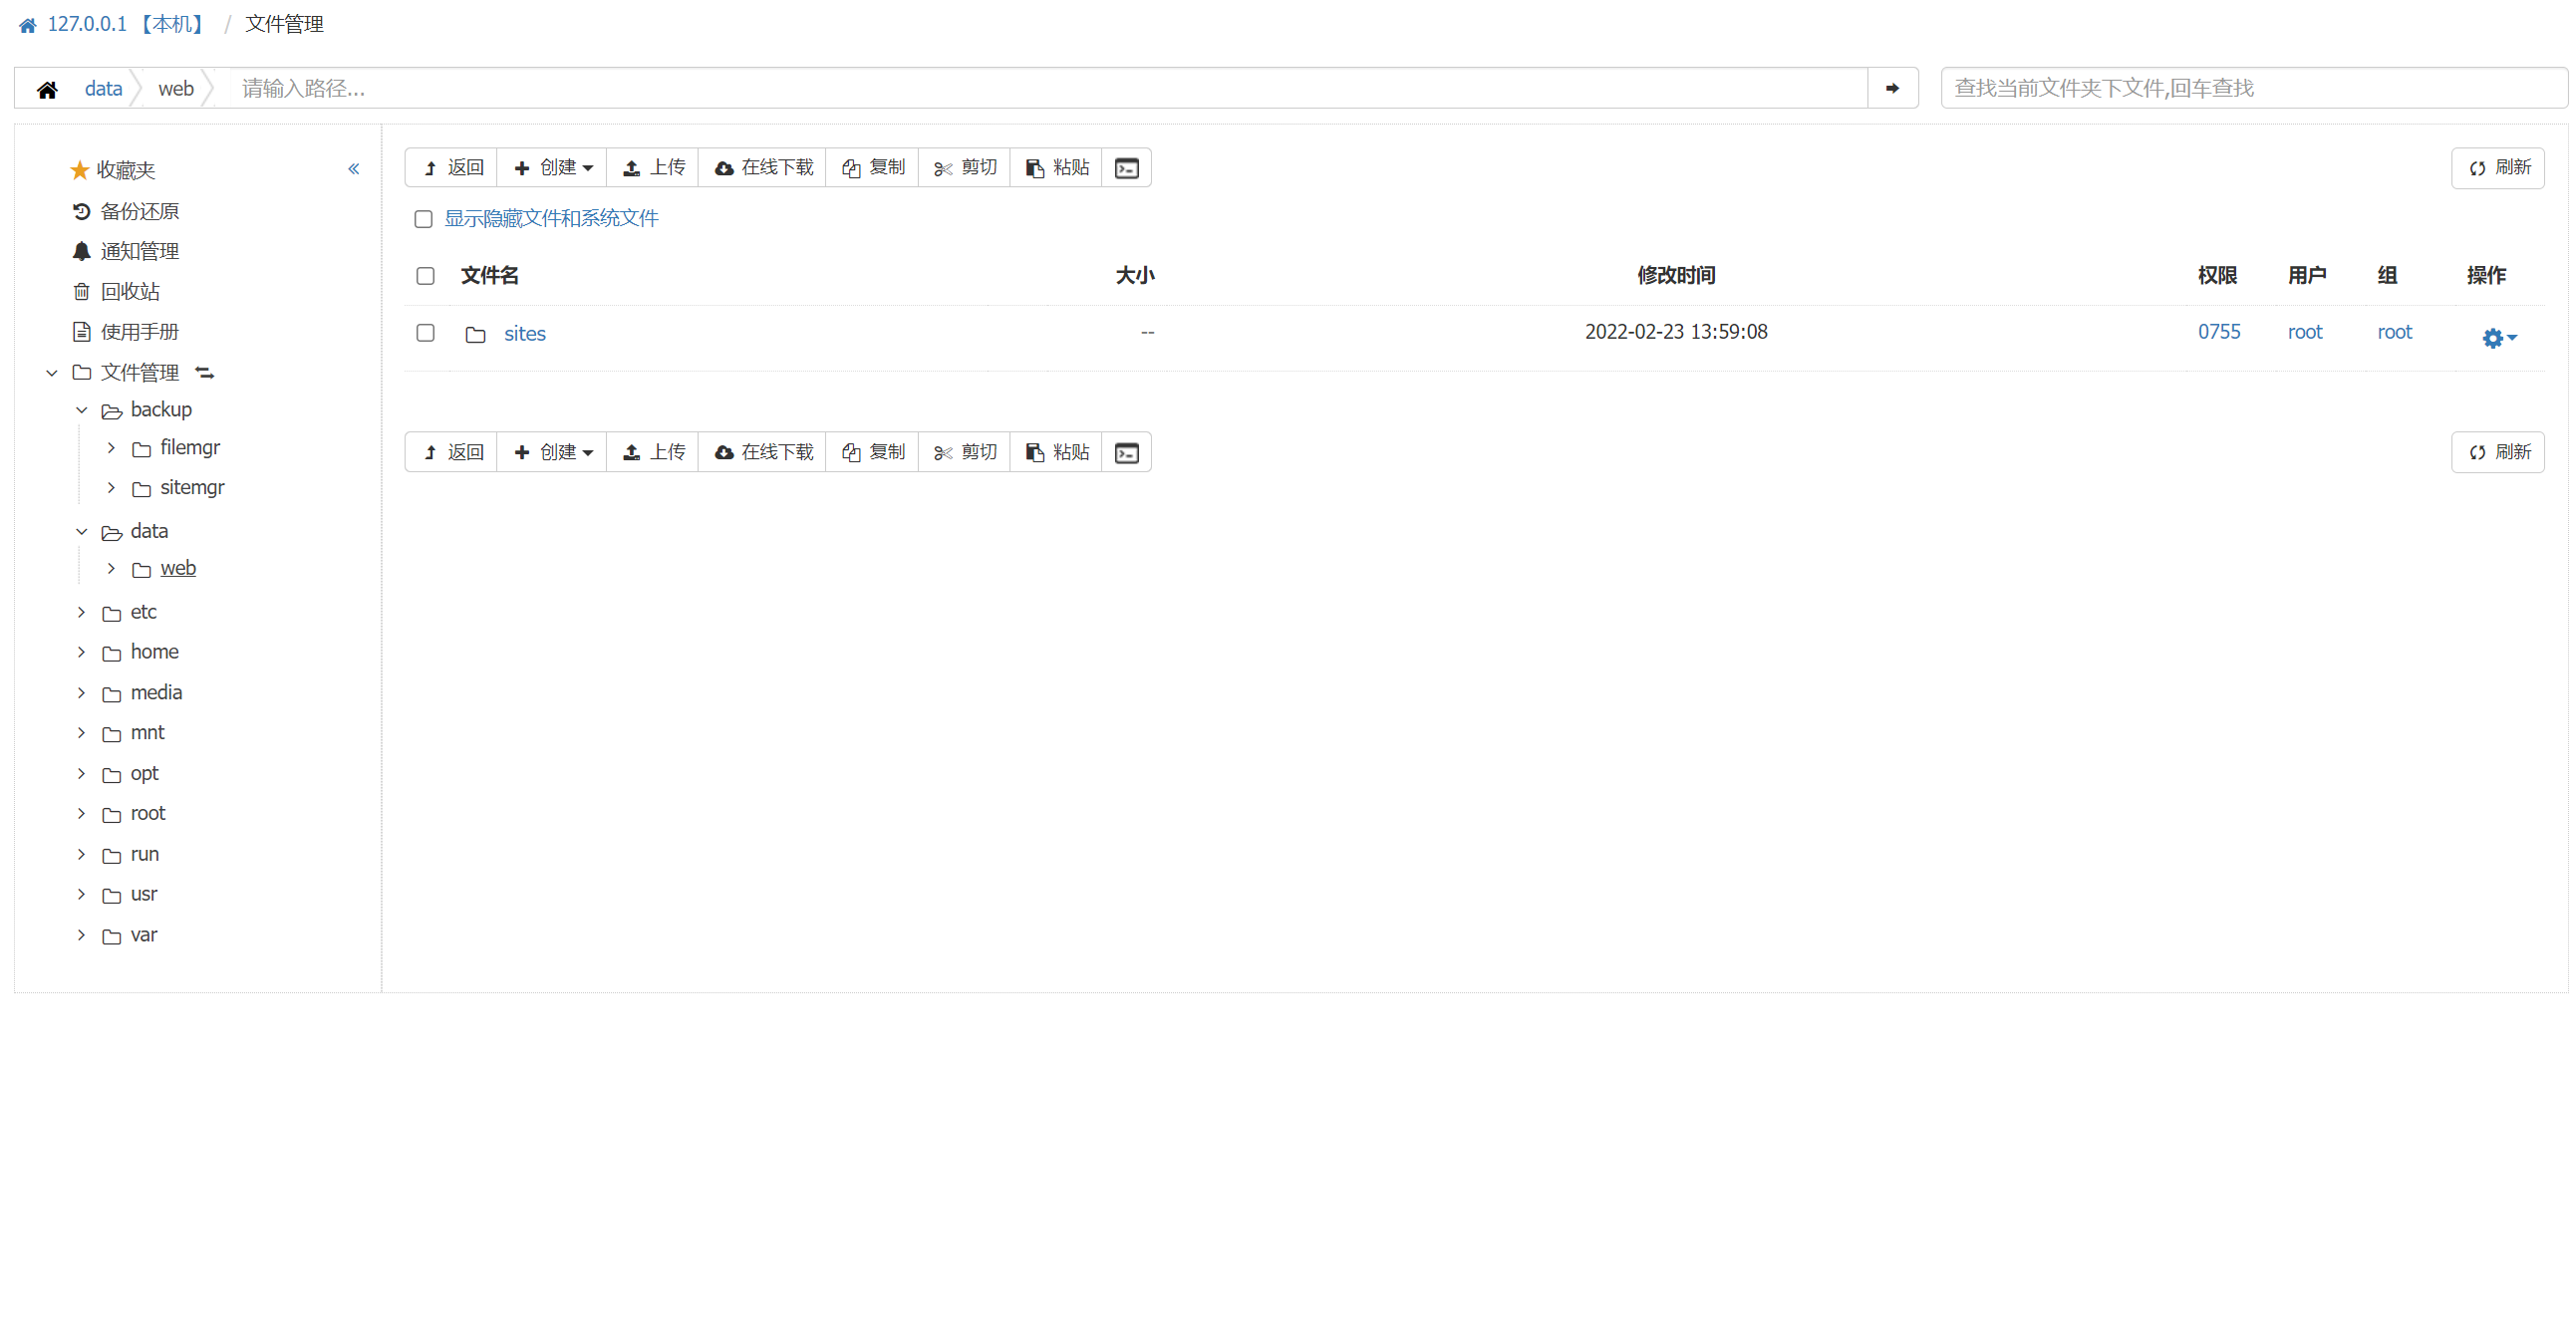 127.0.0.1 【本机】 / 文件管理
data web 请输入路径... 查找当前文件夹下文件,回车查找
收藏夹
备份还原
通知管理
回收站
使用手册
文件管理
backup
filemgr
sitemgr
data
web
etc
home
media
mnt
opt
root
run
usr
var
返回 创建 上传 在线下载 复制 剪切 粘贴 刷新
显示隐藏文件和系统文件
文件名 大小 修改时间 权限 用户 组 操作
sites -- 2022-02-23 13:59:08 0755 root root
返回 创建 上传 在线下载 复制 剪切 粘贴 刷新